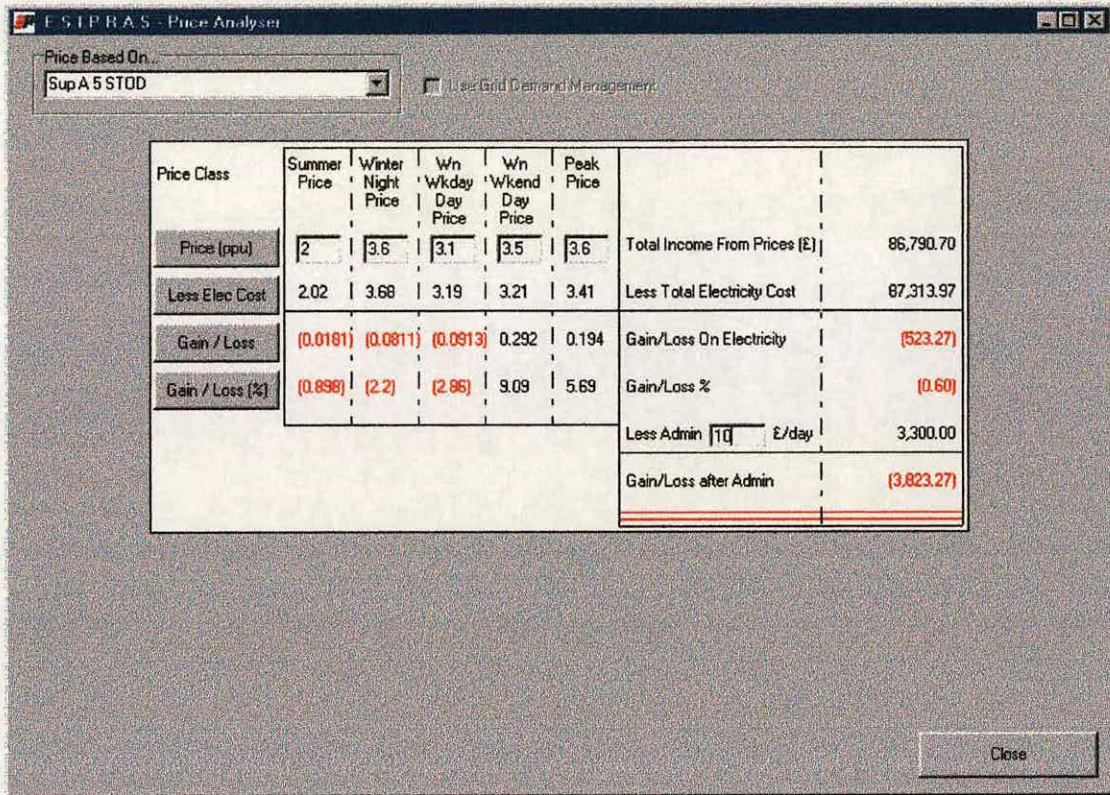 E S I P R A S - Price Analyser
Price Based On...
Sup A 5 STOD
Use Grid Demand Management
Price Class
Summer Price
Winter Night Price
Wn Wkday Day Price
Wn Wkend Day Price
Peak Price
Price (ppu) 2 3.6 3.1 3.5 3.6 Total Income From Prices (£) 86,790.70
Less Elec Cost 2.02 3.68 3.19 3.21 3.41 Less Total Electricity Cost 87,313.97
Gain / Loss (0.0181) (0.0811) (0.0913) 0.292 0.194 Gain/Loss On Electricity (523.27)
Gain / Loss (%) (0.898) (2.2) (2.86) 9.09 5.69 Gain/Loss % (0.60)
Less Admin 10 £/day 3,300.00
Gain/Loss after Admin (3,823.27)
Close